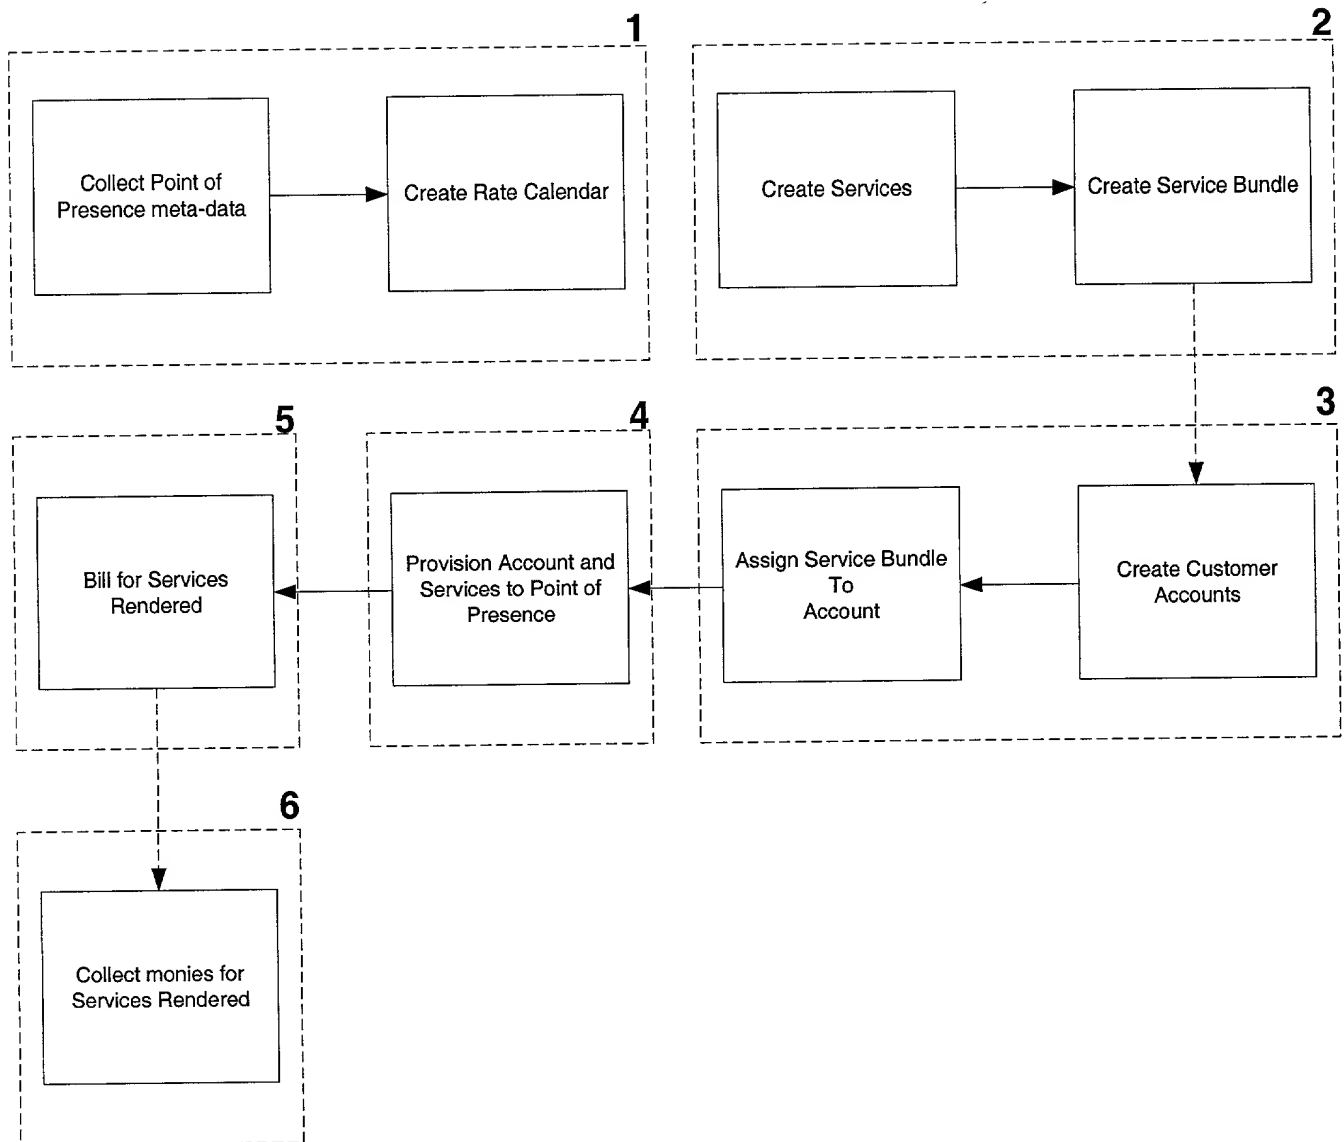 1
Collect Point of
Presence meta-data
Create Rate Calendar
2
Create Services
Create Service Bundle
3
Create Customer
Accounts
Assign Service Bundle
To
Account
4
Provision Account and
Services to Point of
Presence
5
Bill for Services
Rendered
6
Collect monies for
Services Rendered